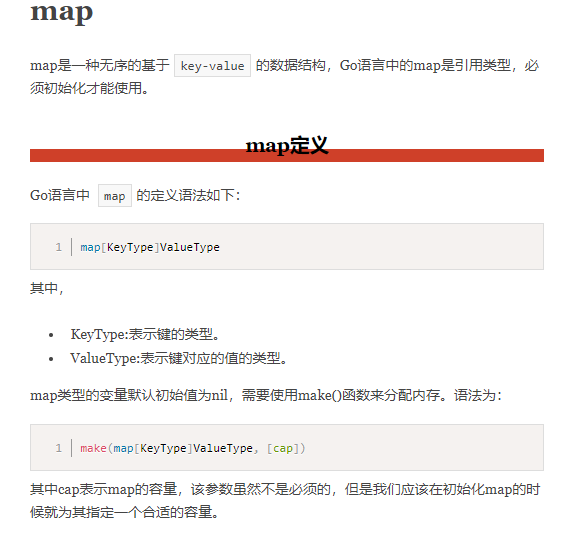 map
map是一种无序的基于 key-value 的数据结构，Go语言中的map是引用类型，必
须初始化才能使用。
map定义
Go语言中 map 的定义语法如下：
1 map[KeyType]ValueType
其中，
• KeyType:表示键的类型。
• ValueType:表示键对应的值的类型。
map类型的变量默认初始值为nil，需要使用make()函数来分配内存。语法为：
1 make(map[KeyType]ValueType, [cap])
其中cap表示map的容量，该参数虽然不是必须的，但是我们应该在初始化map的时
候就为其指定一个合适的容量。